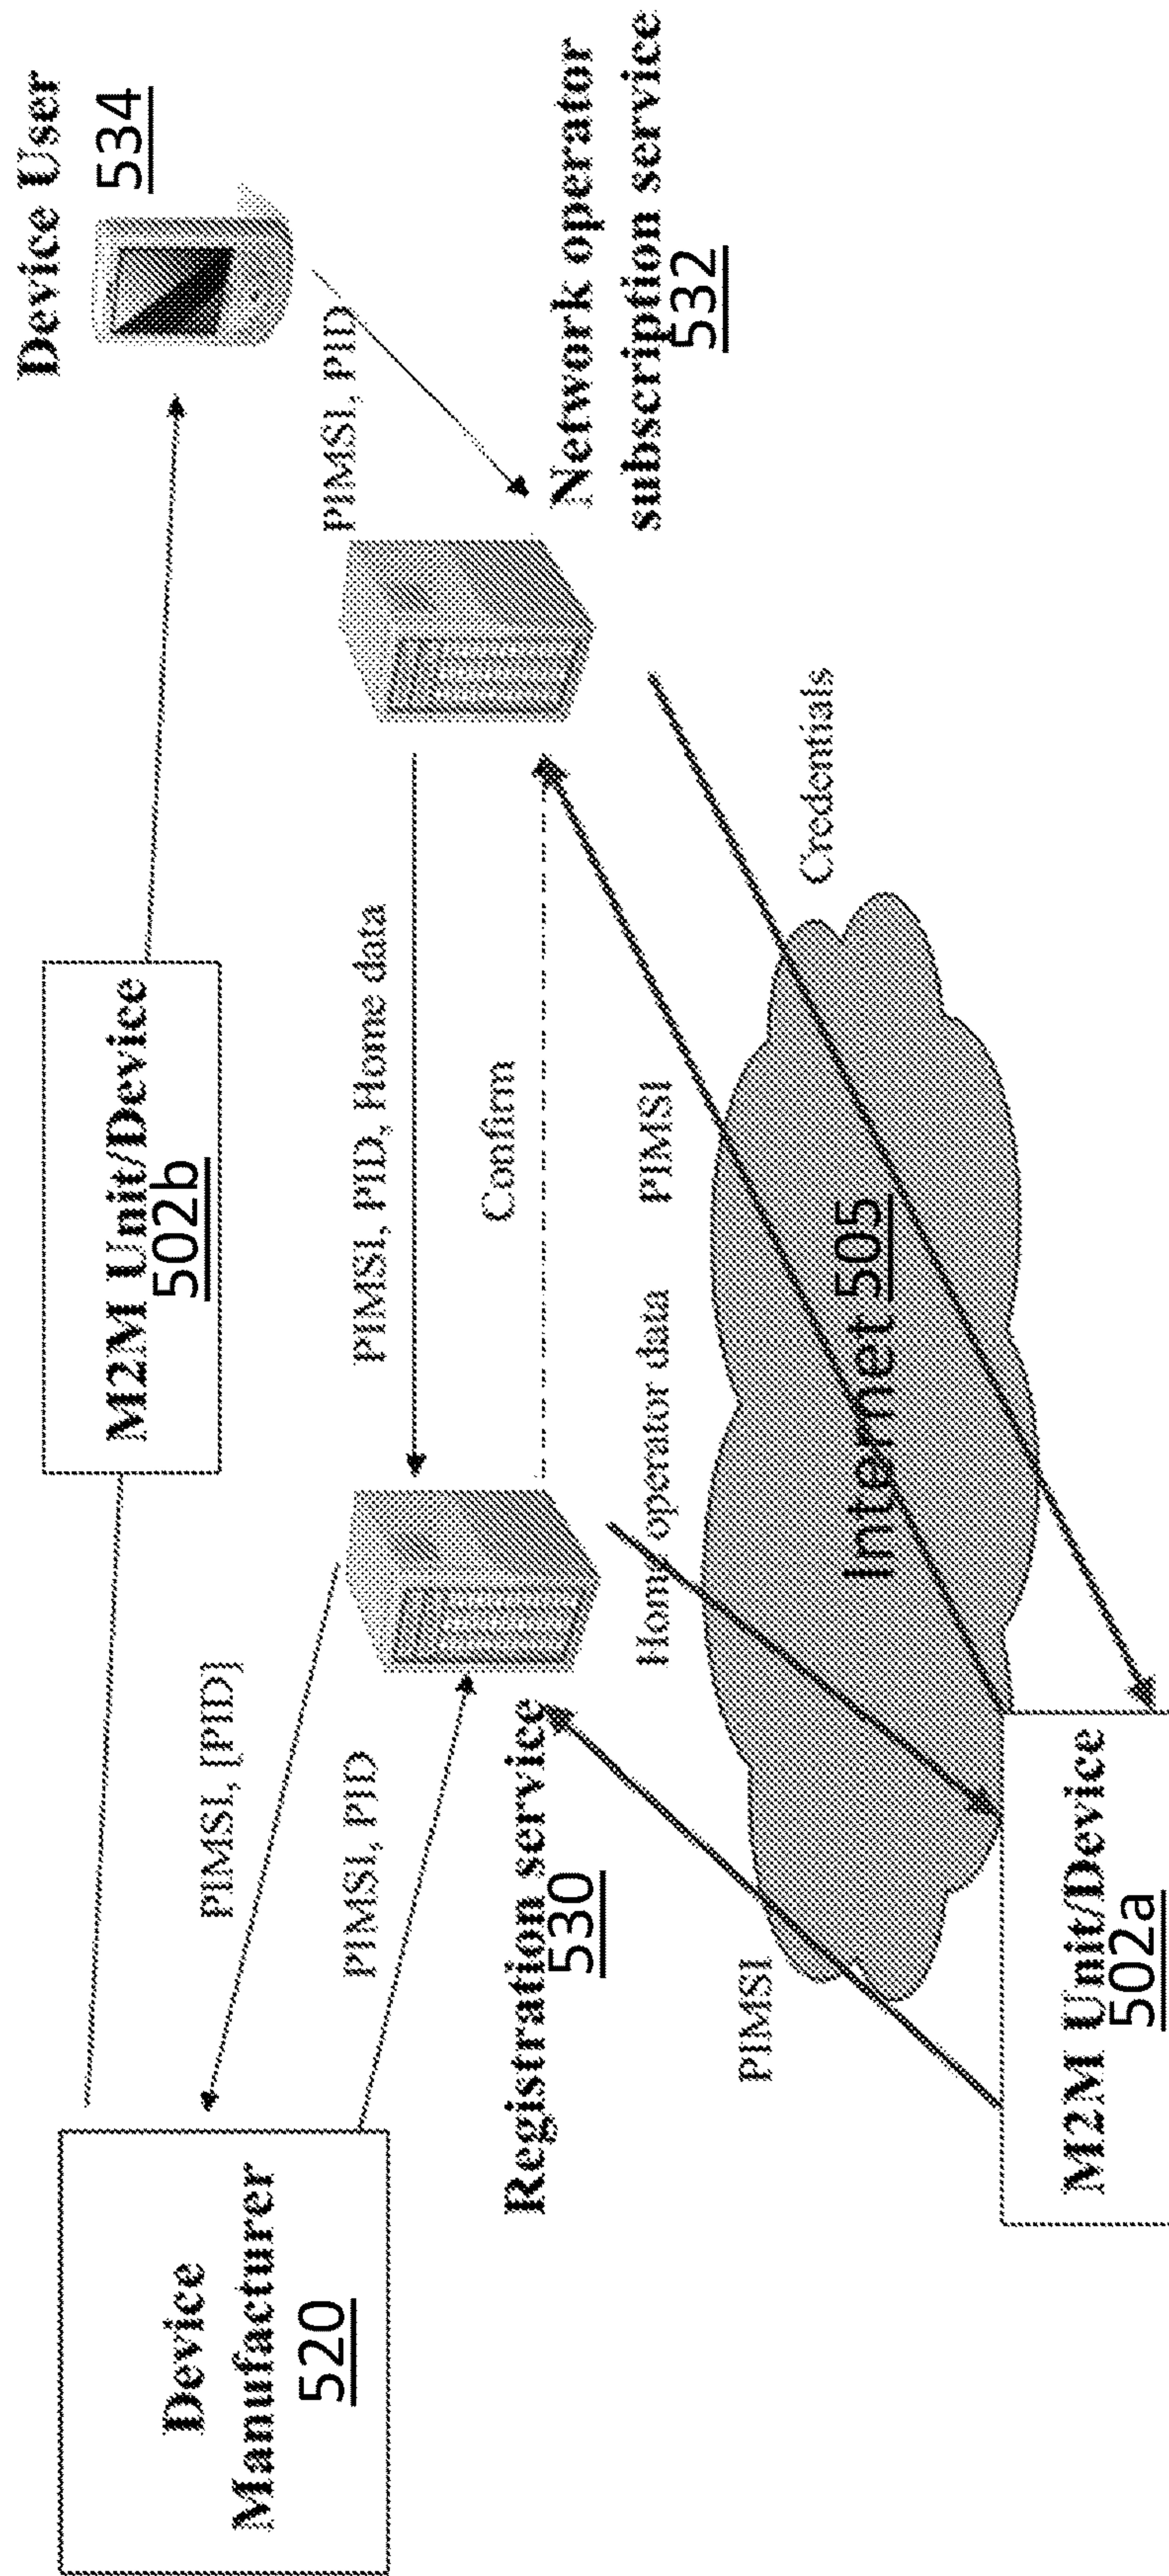 Device User
534
M2M Unit/Device
502b
Device
Manufacturer
520
PIMSI, [PID]
PIMSI, PID
PIMSI, PID, Home data
Confirm
PIMSI, PID
Network operator
subscription service
532
Registration service
530
Home operator data
PIMSI
PIMSI
Credentials
Internet 505
M2M Unit/Device
502a